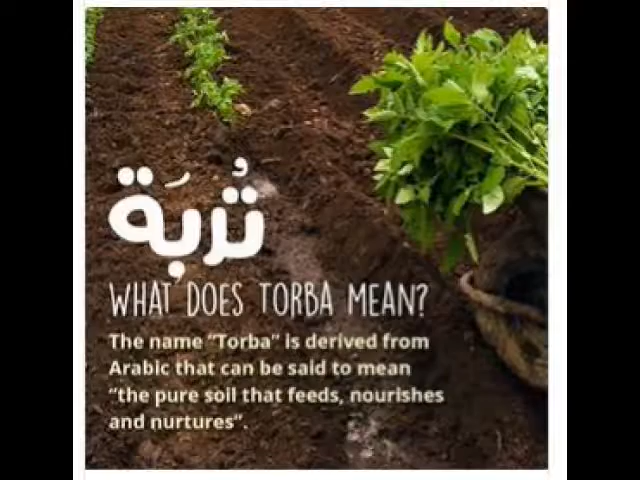 تُربَة
WHAT DOES TORBA MEAN?
The name "Torba" is derived from
Arabic that can be said to mean
"the pure soil that feeds, nourishes
and nurtures".